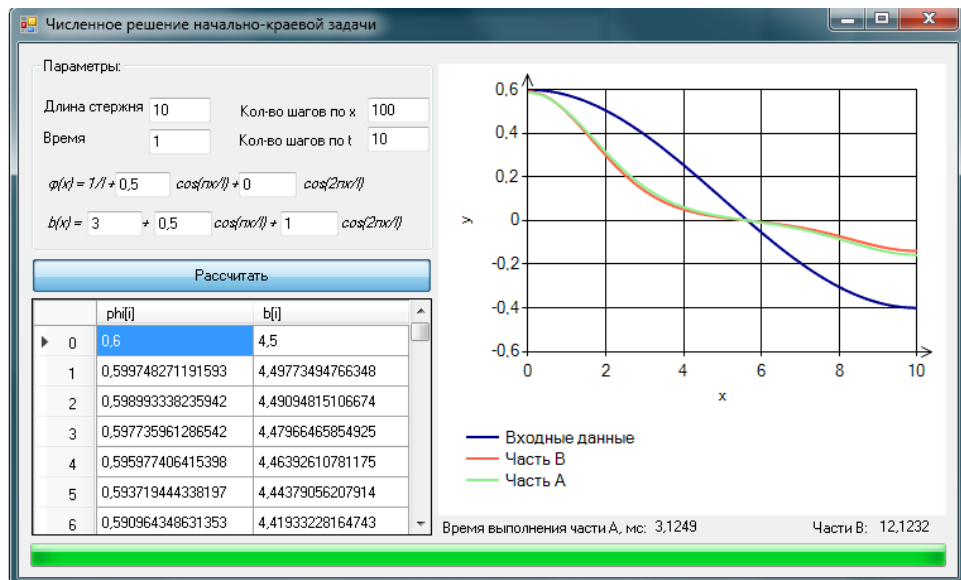 Численное решение начально-краевой задачи
Параметры:
Длина стержня 10 Кол-во шагов по x 100
Время 1 Кол-во шагов по t 10
φ(x) = 1/l + 0,5 cos(πx/l) + 0 cos(2πx/l)
b(x) = 3 + 0,5 cos(πx/l) + 1 cos(2πx/l)
Рассчитать
phi[i] b[i]
0 0,6 4,5
1 0,599748271191593 4,49773494766348
2 0,598993338235942 4,49094815106674
3 0,597735961286542 4,47966465854925
4 0,595977406415398 4,46392610781175
5 0,593719444338197 4,44379056207914
6 0,590964348631353 4,41933228164743
0,6
0,4
0,2
0
-0,2
-0,4
-0,6
y
0 2 4 6 8 10
x
Входные данные
Часть B
Часть A
Время выполнения части A, мс: 3,1249 Части B: 12,1232